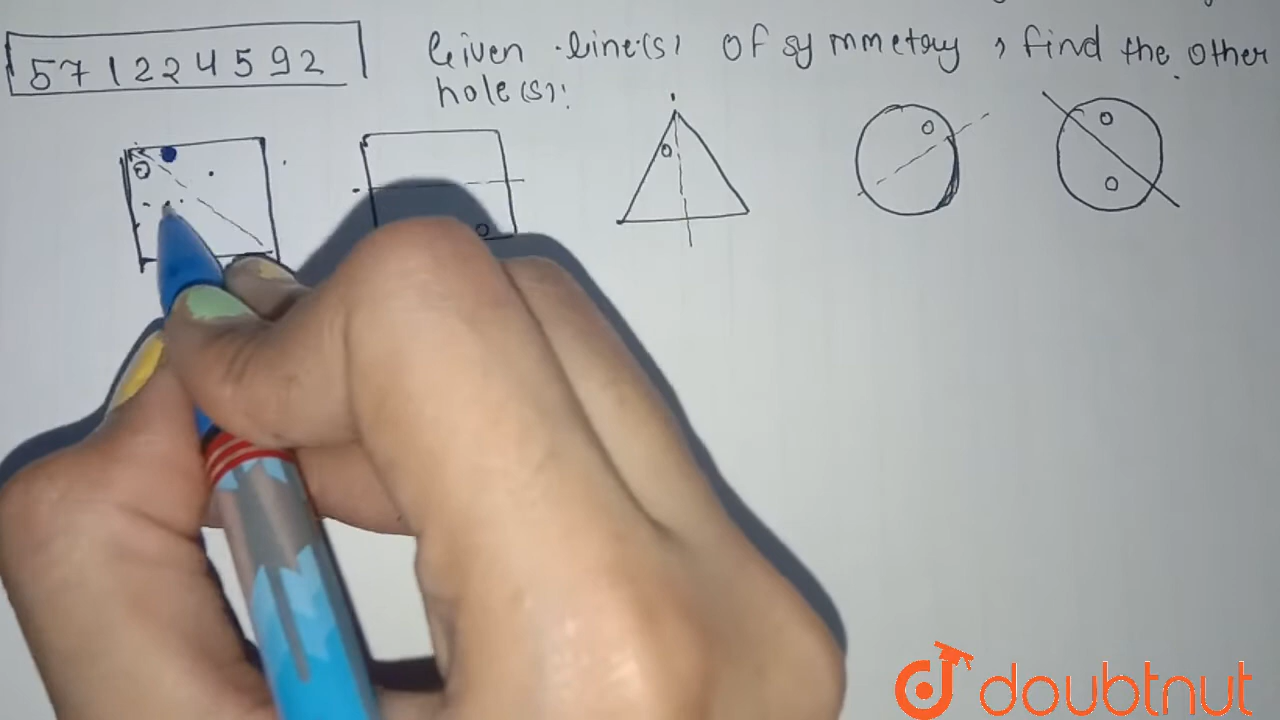 571224592
Given line(s) of symmetry, find the other
hole(s):
doubtnut